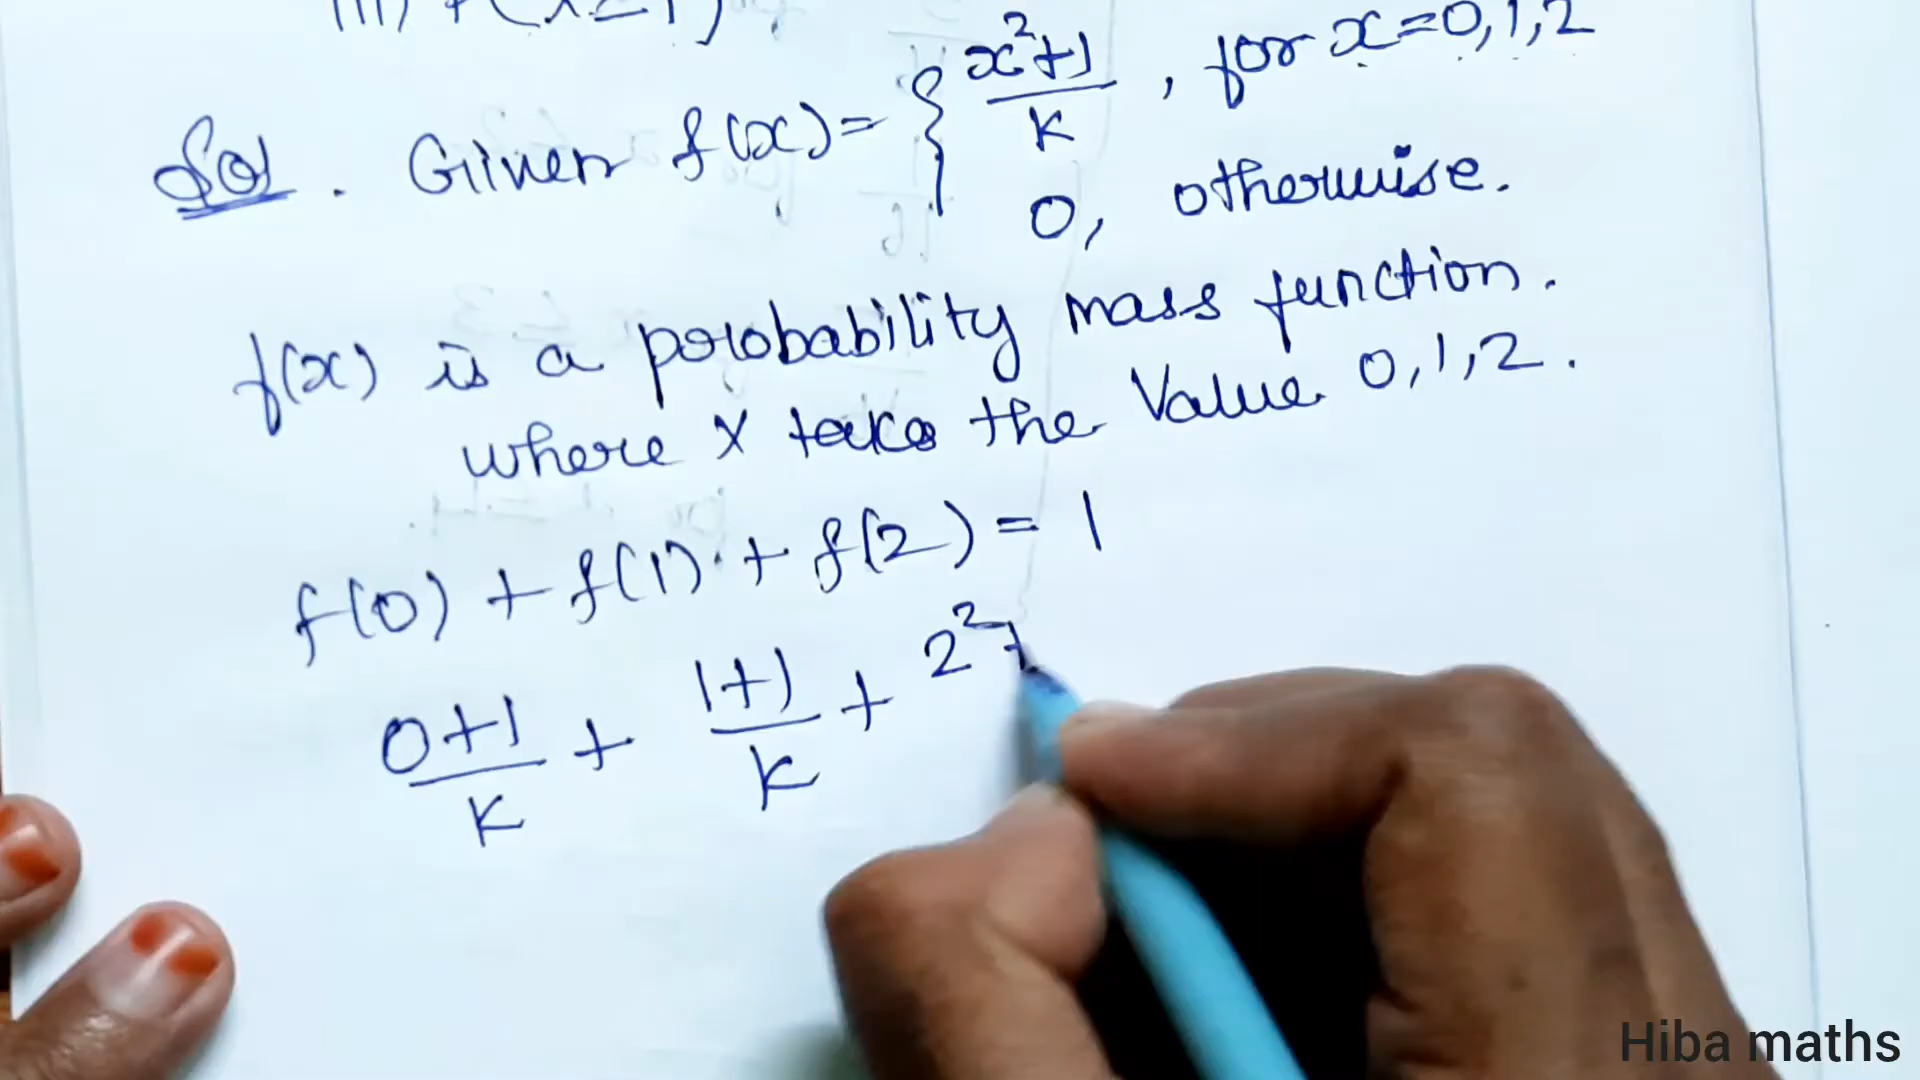 Sol. Given f(x) = { x²+1 / k , for x = 0, 1, 2
0, otherwise.
f(x) is a probability mass function.
where X takes the Value 0, 1, 2.
f(0) + f(1) + f(2) = 1
0+1 / k + 1+1 / k + 2² +
Hiba maths